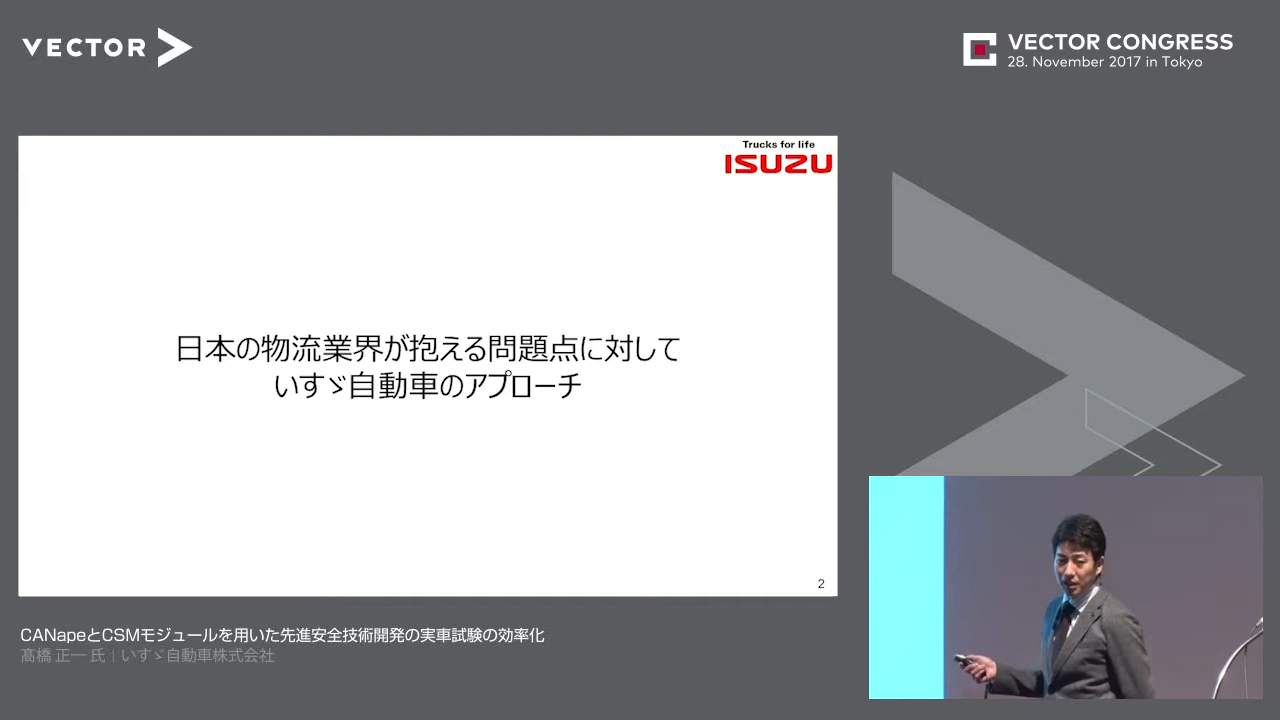 VECTOR
VECTOR CONGRESS
28. November 2017 in Tokyo
Trucks for life
ISUZU
日本の物流業界が抱える問題点に対して
いすゞ自動車のアプローチ
2
CANapeとCSMモジュールを用いた先進安全技術開発の実車試験の効率化
髙橋 正一 氏 | いすゞ自動車株式会社